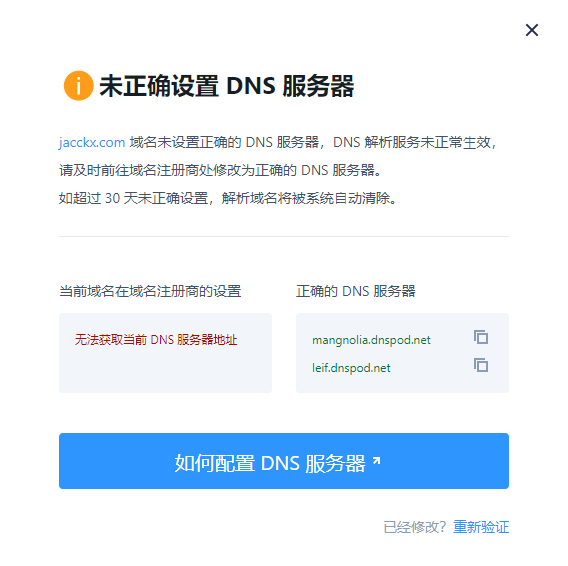 未正确设置 DNS 服务器
jacckx.com 域名未设置正确的 DNS 服务器，DNS 解析服务未正常生效，
请及时前往域名注册商处修改为正确的 DNS 服务器。
如超过 30 天未正确设置，解析域名将被系统自动清除。
当前域名在域名注册商的设置
无法获取当前 DNS 服务器地址
正确的 DNS 服务器
mangnolia.dnspod.net
leif.dnspod.net
如何配置 DNS 服务器
已经修改？重新验证